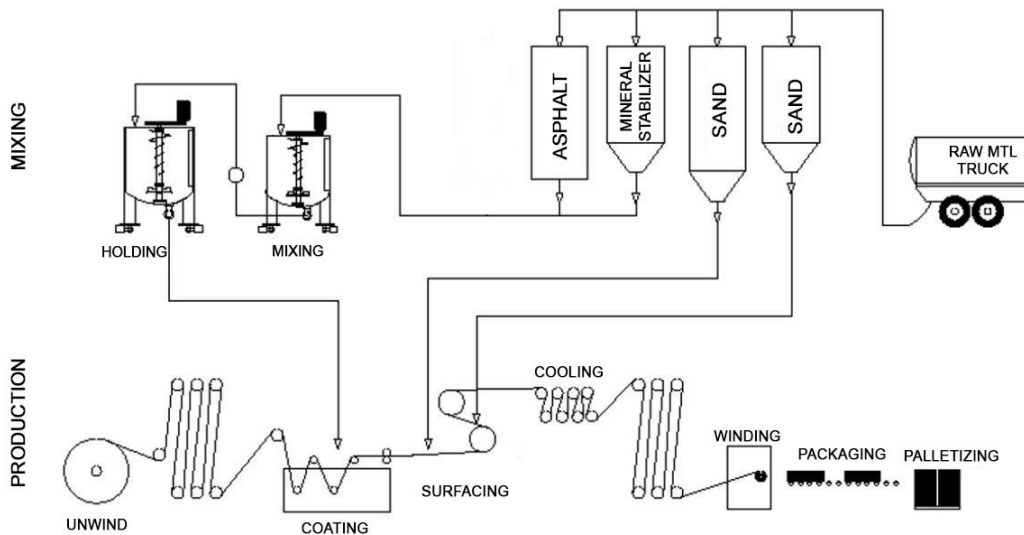 MIXING
ASPHALT
MINERAL
STABILIZER
SAND
SAND
RAW MTL
TRUCK
HOLDING
MIXING
PRODUCTION
COOLING
WINDING
PACKAGING
PALLETIZING
SURFACING
UNWIND
COATING